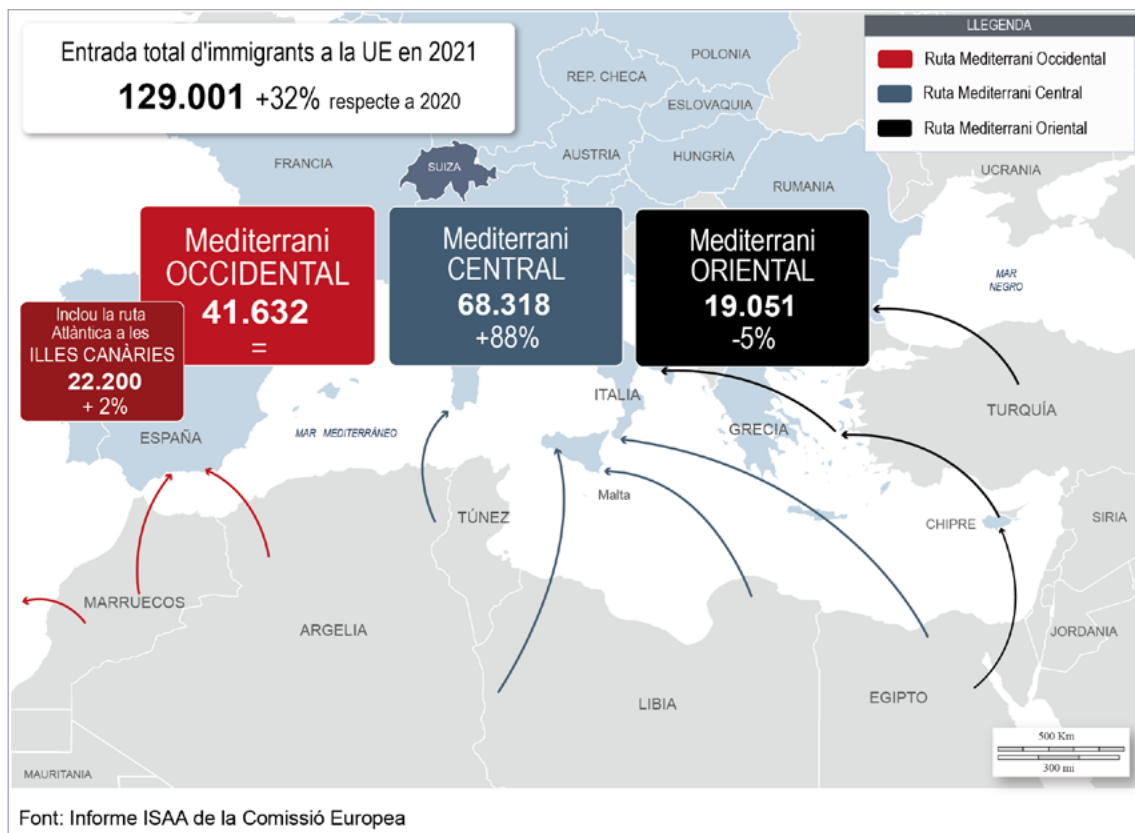 Entrada total d'immigrants a la UE en 2021
129.001 +32% respecte a 2020
LLEGENDA
Ruta Mediterrani Occidental
Ruta Mediterrani Central
Ruta Mediterrani Oriental
POLONIA
REP. CHECA
ESLOVAQUIA
FRANCIA
SUIZA
AUSTRIA
HUNGRÍA
UCRANIA
RUMANIA
Mediterrani
OCCIDENTAL
41.632
=
Mediterrani
CENTRAL
68.318
+88%
Mediterrani
ORIENTAL
19.051
-5%
MAR
NEGRO
Inclou la ruta
Atlàntica a les
ILLES CANÀRIES
22.200
+ 2%
ESPAÑA
MAR MEDITERRÁNEO
ITALIA
GRECIA
TURQUÍA
Malta
TÚNEZ
CHIPRE
SIRIA
MARRUECOS
ARGELIA
JORDANIA
LIBIA
EGIPTO
MAURITANIA
500 Km
300 mi
Font: Informe ISAA de la Comissió Europea